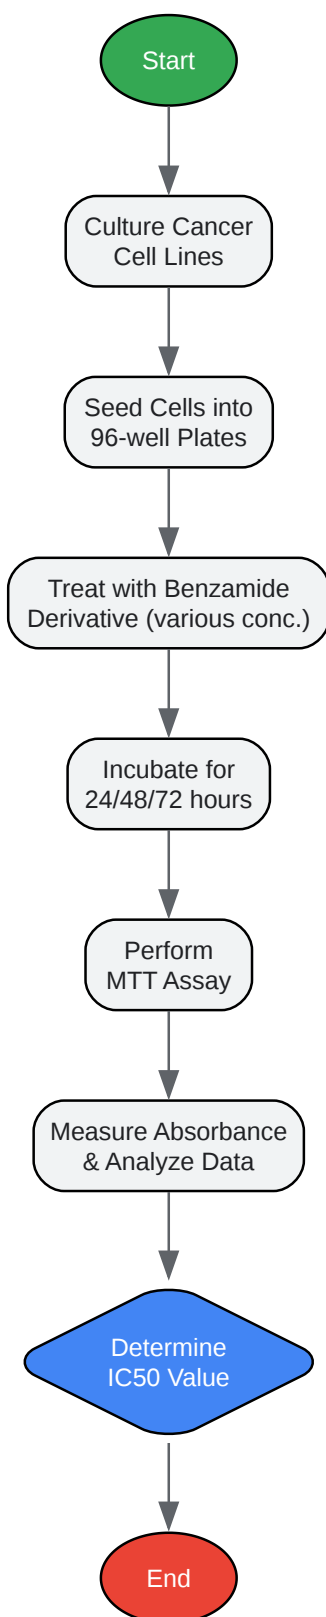 Start
Culture Cancer
Cell Lines
Seed Cells into
96-well Plates
Treat with Benzamide
Derivative (various conc.)
Incubate for
24/48/72 hours
Perform
MTT Assay
Measure Absorbance
& Analyze Data
Determine
IC50 Value
End